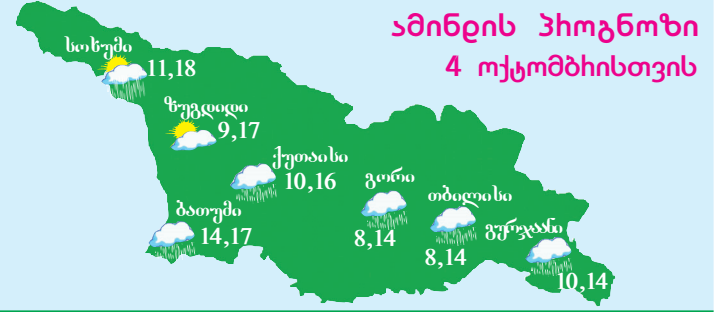 ამინდის პროგნოზი
4 ოქტომბრისთვის
სოხუმი
11,18
ზუგდიდი
9,17
ქუთაისი
10,16
გორი
8,14
თბილისი
8,14
ბათუმი
14,17
გურჯაანი
10,14